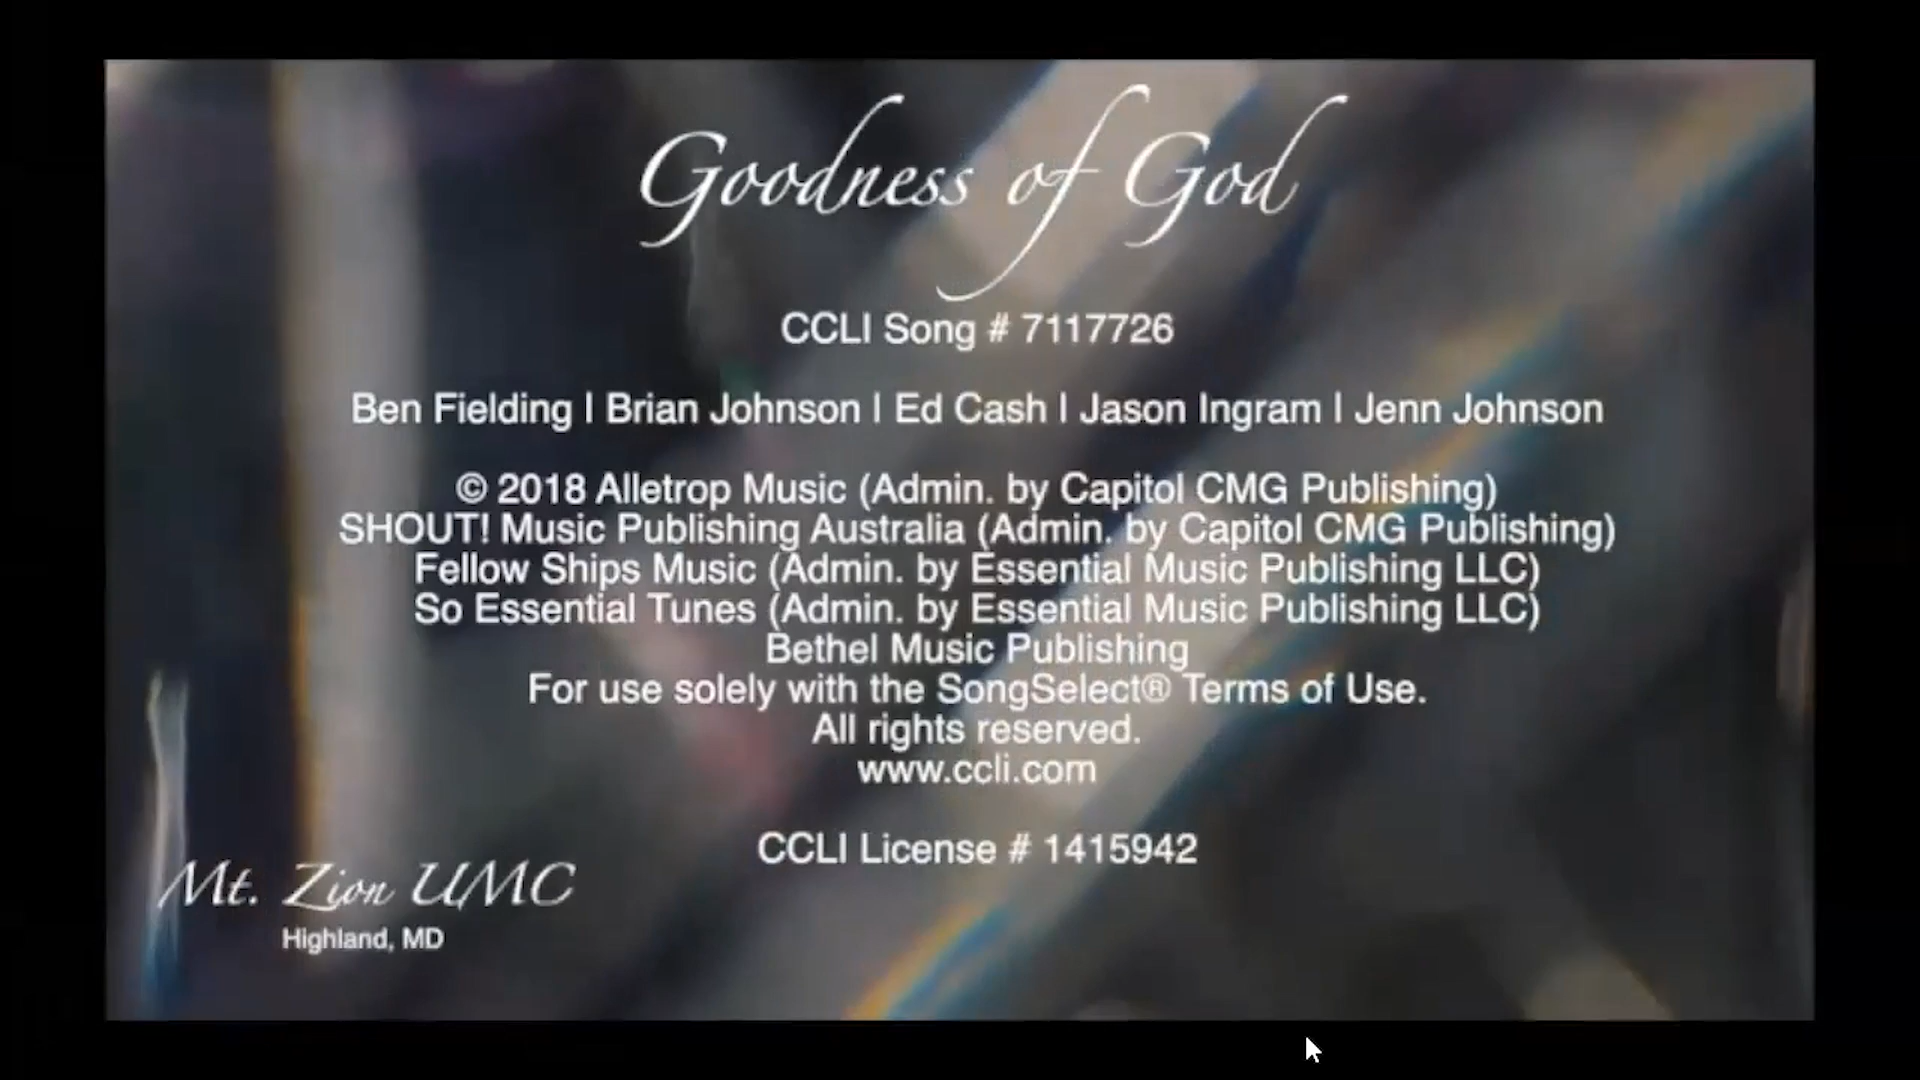 Goodness of God
CCLI Song # 7117726
Ben Fielding | Brian Johnson | Ed Cash | Jason Ingram | Jenn Johnson
© 2018 Alletrop Music (Admin. by Capitol CMG Publishing)
SHOUT! Music Publishing Australia (Admin. by Capitol CMG Publishing)
Fellow Ships Music (Admin. by Essential Music Publishing LLC)
So Essential Tunes (Admin. by Essential Music Publishing LLC)
Bethel Music Publishing
For use solely with the SongSelect® Terms of Use.
All rights reserved.
www.ccli.com
CCLI License # 1415942
Mt. Zion UMC
Highland, MD